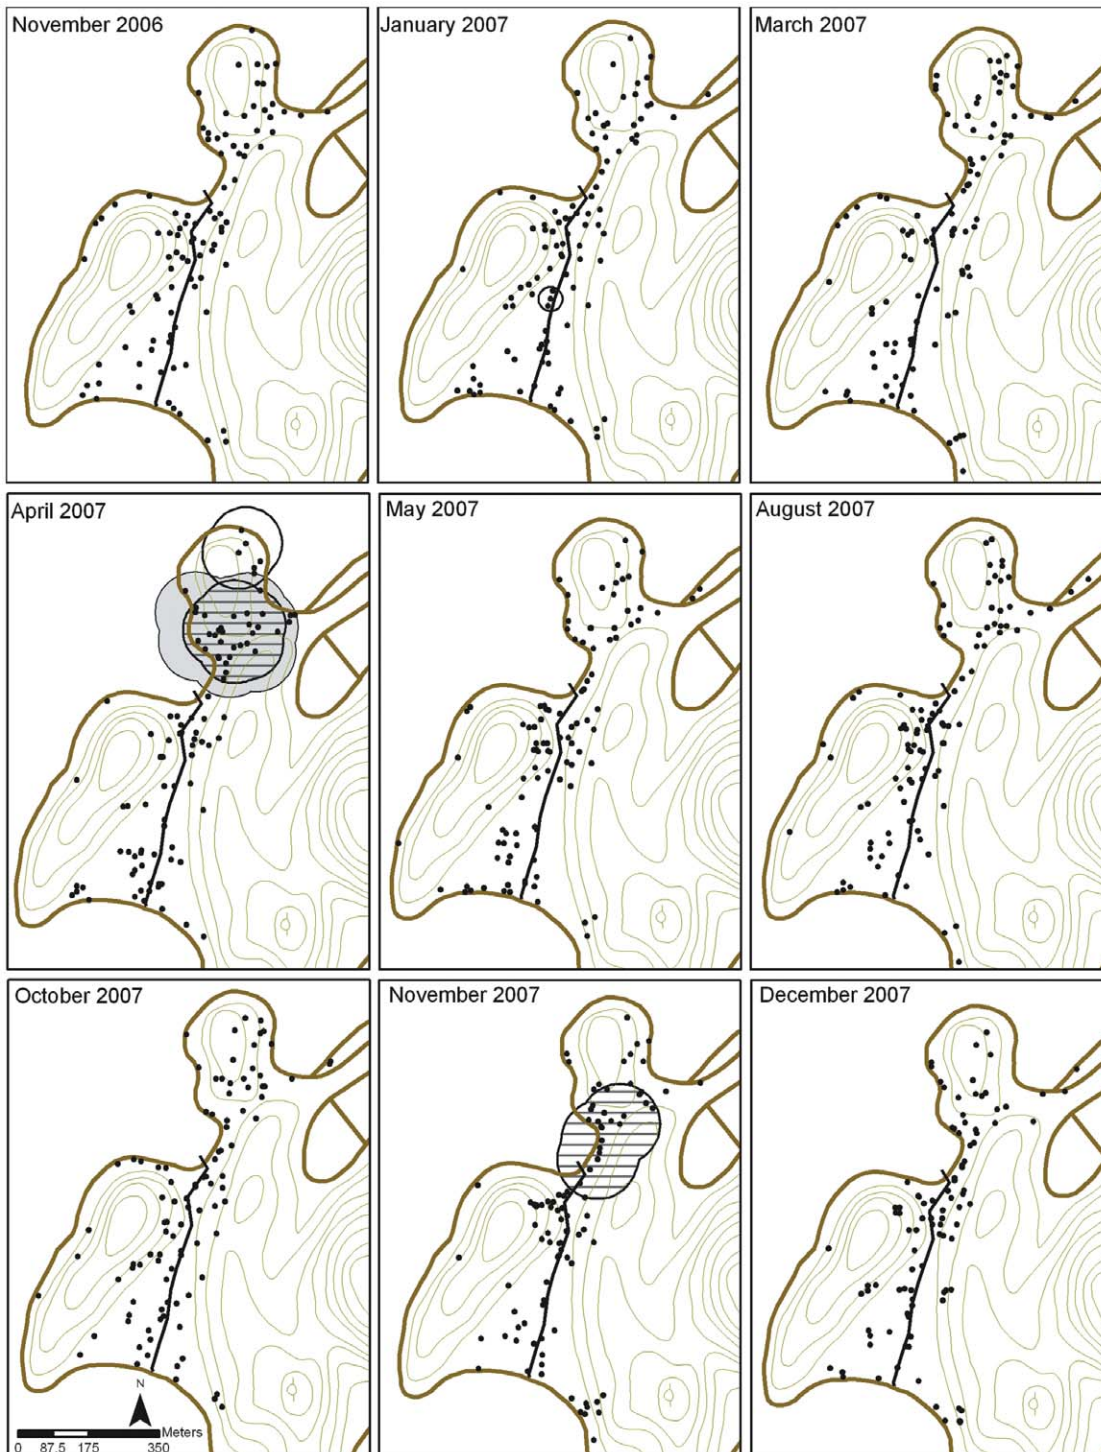 November 2006
January 2007
March 2007
April 2007
May 2007
August 2007
October 2007
November 2007
December 2007
N
Meters
0 87.5 175 350